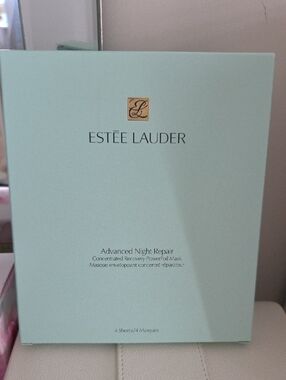 EL
ESTĒE LAUDER
Advanced Night Repair
Concentrated Recovery PowerFoil Mask
Masque enveloppant concentré réparateur
4 Sheets/4 Masques